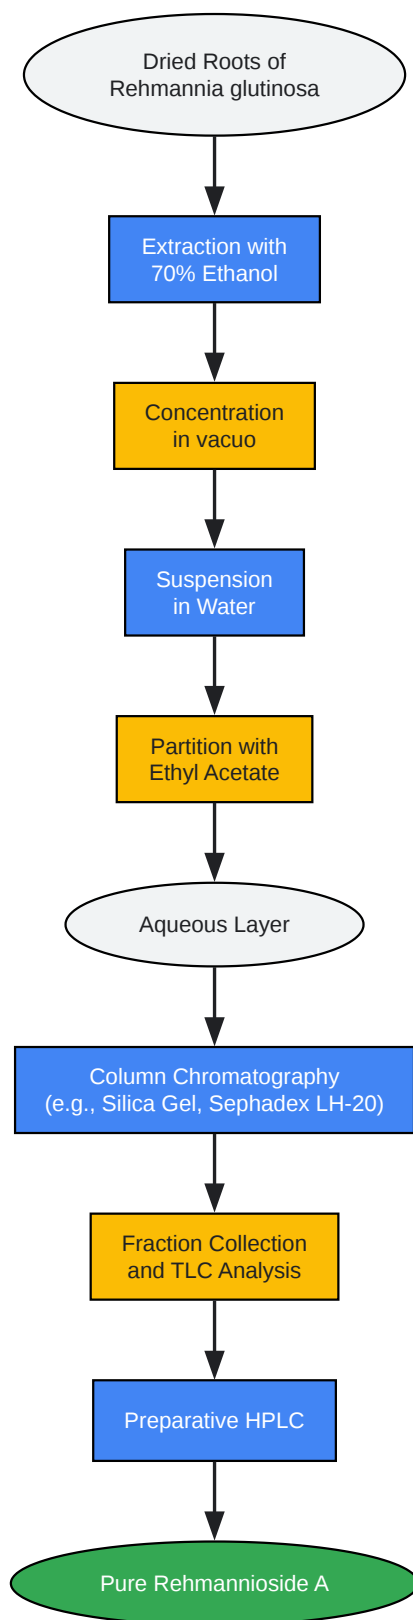 Dried Roots of
Rehmannia glutinosa
Extraction with
70% Ethanol
Concentration
in vacuo
Suspension
in Water
Partition with
Ethyl Acetate
Aqueous Layer
Column Chromatography
(e.g., Silica Gel, Sephadex LH-20)
Fraction Collection
and TLC Analysis
Preparative HPLC
Pure Rehmannioside A